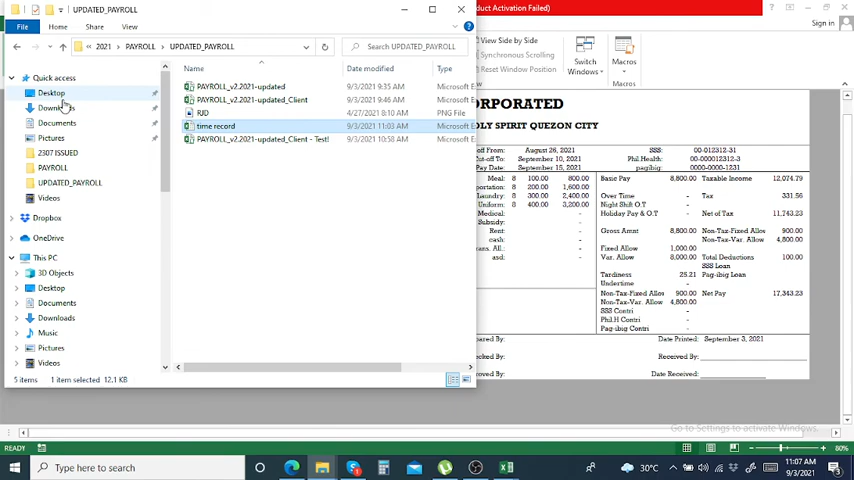 UPDATED_PAYROLL
File Home Share View
2021 PAYROLL UPDATED_PAYROLL
Search UPDATED_PAYROLL
Name Date modified Type
Quick access
Desktop
Documents
Pictures
2307 ISSUED
PAYROLL
UPDATED_PAYROLL
Videos
Dropbox
OneDrive
This PC
3D Objects
Desktop
Documents
Downloads
Music
Pictures
Videos
PAYROLL_v2.2021-updated 9/3/2021 9:35 AM Microsoft E
PAYROLL_v2.2021-updated_Client 9/3/2021 9:46 AM Microsoft E
RJD 4/27/2021 8:10 AM PNG File
time record 9/3/2021 11:03 AM Microsoft E
PAYROLL_v2.2021-updated_Client - Test! 9/3/2021 10:58 AM Microsoft E
5 items 1 item selected 12.1 KB
duct Activation Failed)
Sign in
View Side by Side
Synchronous Scrolling
Reset Window Position
Switch
Windows
Macros
Macros
ORPORATED
OLY SPIRIT QUEZON CITY
off From: August 26, 2021
Cut-off To: September 10, 2021
Pay Date: September 15, 2021
SSS: 00-012312-31
Phil.Health: 00-000012312-3
pagibig: 0000-0000-1231
Meal: 8 100.00 800.00
portation: 8 200.00 1,600.00
Laundry: 8 300.00 2,400.00
Uniform: 8 400.00 3,200.00
Medical: -
Subsidy: -
Rent: -
cash: -
ans. All.: -
asd: -
Basic Pay 8,800.00 Taxable Income 12,074.79
Over Time - Tax -331.56
Night Shift O.T -
Holiday Pay & O.T - Net of Tax 11,743.23
Gross Amnt 8,800.00 Non-Tax-Fixed Allow 900.00
Non-Tax-Var. Allow 4,800.00
Fixed Allow 1,000.00
Var. Allow 8,000.00 Total Deductions 100.00
SSS Loan
Tardiness 25.21 Pag-ibig Loan
Undertime -
Non-Tax-Fixed Allow 900.00 Net Pay 17,343.23
Non-Tax-Var. Allow 4,800.00
SSS Contri -
Phil.H Contri -
Pag-ibig Contri -
ared By: Date Printed: September 3, 2021
cked By: Received By:
oved By: Date Received:
Go to Settings to activate Windows.
READY 80%
Type here to search
30°C
11:07 AM
9/3/2021
3